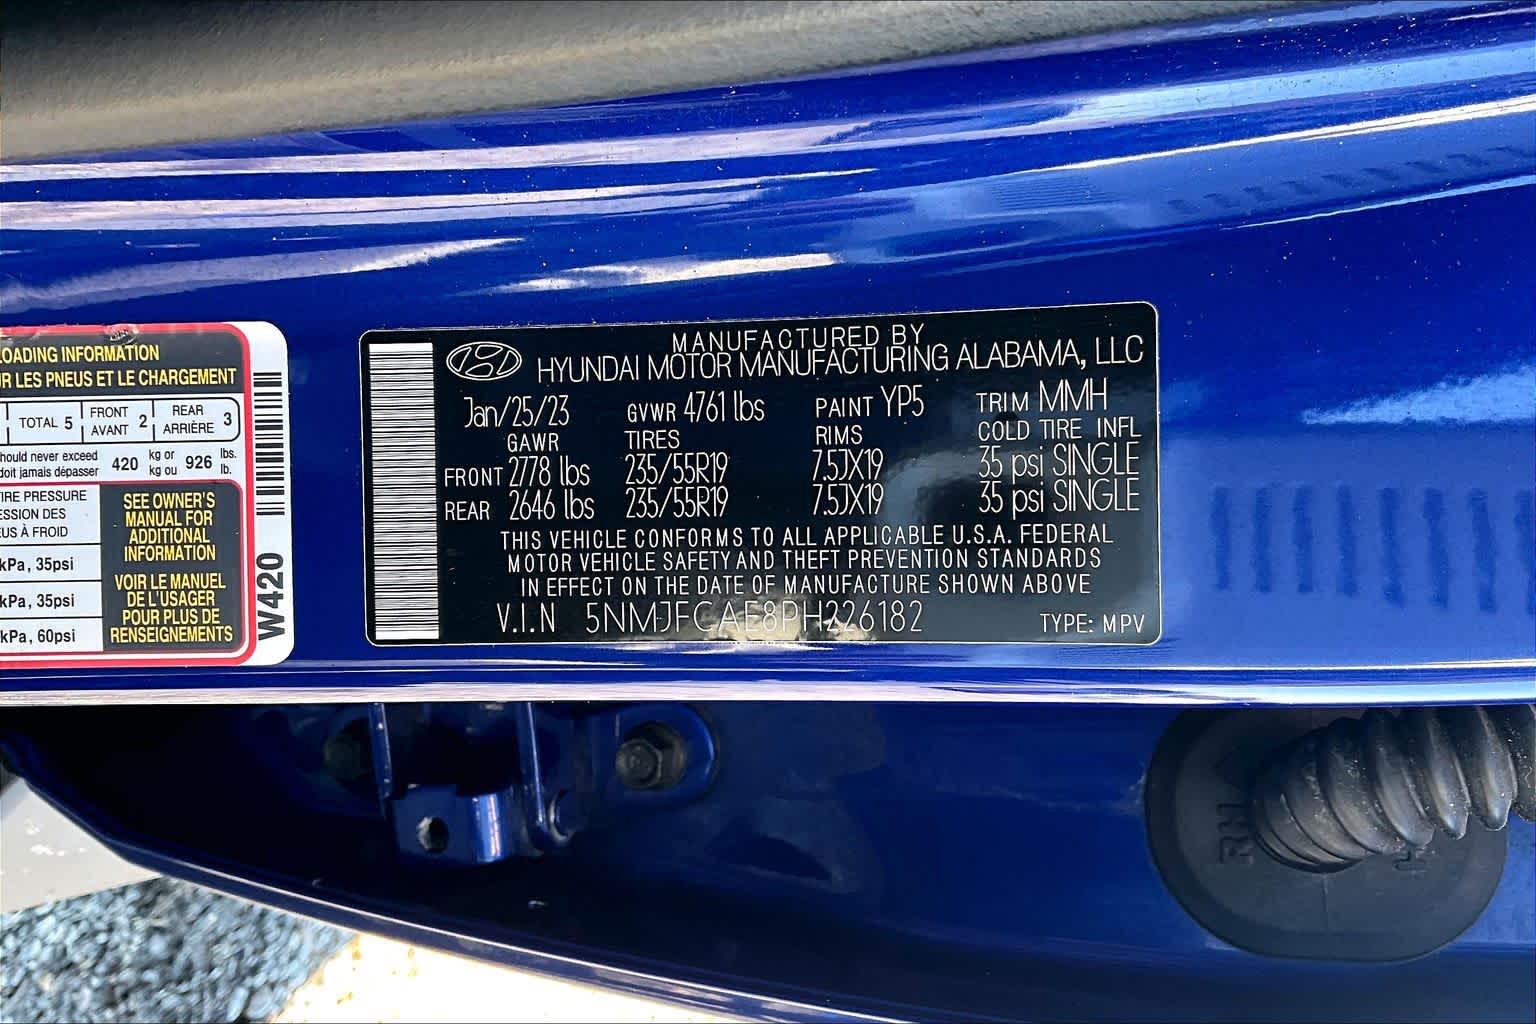 LOADING INFORMATION
LES PNEUS ET LE CHARGEMENT
TOTAL 5 FRONT AVANT 2 REAR ARRIÈRE 3
should never exceed 420 kg or 926 lbs.
doit jamais dépasser kg ou lb.
TIRE PRESSURE
À FROID
kPa, 35psi
kPa, 35psi
kPa, 60psi
SEE OWNER'S
MANUAL FOR
ADDITIONAL
INFORMATION
VOIR LE MANUEL
DE L'USAGER
POUR PLUS DE
RENSEIGNEMENTS
W420
MANUFACTURED BY
HYUNDAI MOTOR MANUFACTURING ALABAMA, LLC
Jan/25/23 GVWR 4761 lbs PAINT YP5 TRIM MMH
GAWR TIRES RIMS COLD TIRE INFL
FRONT 2778 lbs 235/55R19 7.5JX19 35 psi SINGLE
REAR 2646 lbs 235/55R19 7.5JX19 35 psi SINGLE
THIS VEHICLE CONFORMS TO ALL APPLICABLE U.S.A. FEDERAL
MOTOR VEHICLE SAFETY AND THEFT PREVENTION STANDARDS
IN EFFECT ON THE DATE OF MANUFACTURE SHOWN ABOVE
V.I.N 5NMJFCAE8PH226182 TYPE: MPV
RH